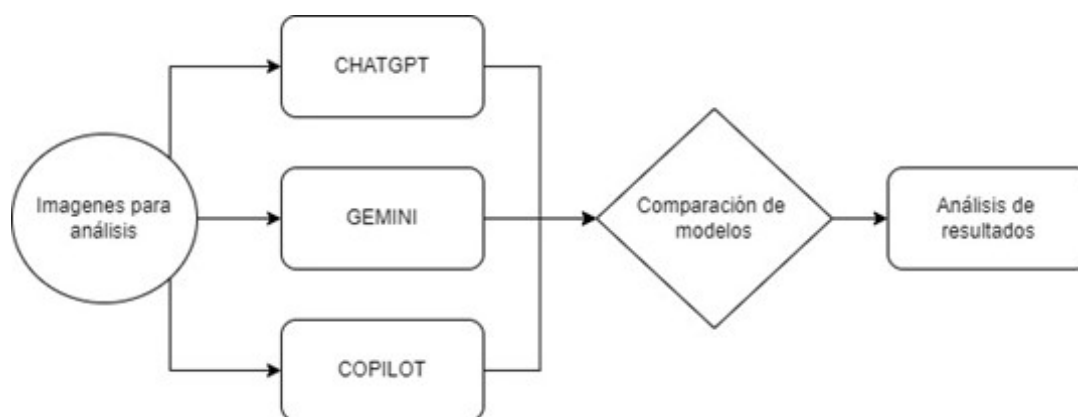 CHATGPT
Imagenes para
análisis
GEMINI
COPILOT
Comparación de
modelos
Análisis de
resultados